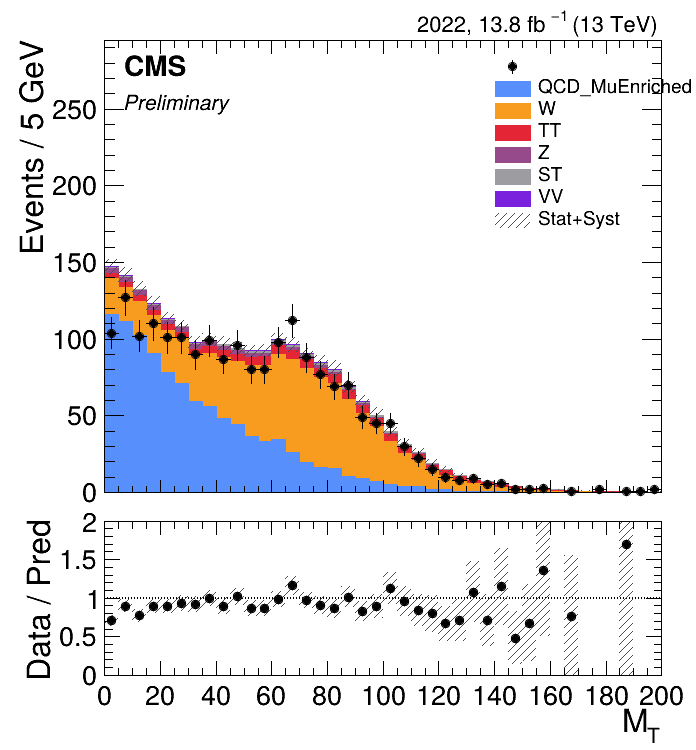 2022, 13.8 fb⁻¹ (13 TeV)
CMS
Preliminary
QCD_MuEnriched
W
TT
Z
ST
VV
Stat+Syst
Events / 5 GeV
250
200
150
100
50
0
Data / Pred
2
1.5
1
0.5
0
0 20 40 60 80 100 120 140 160 180 200
M_T